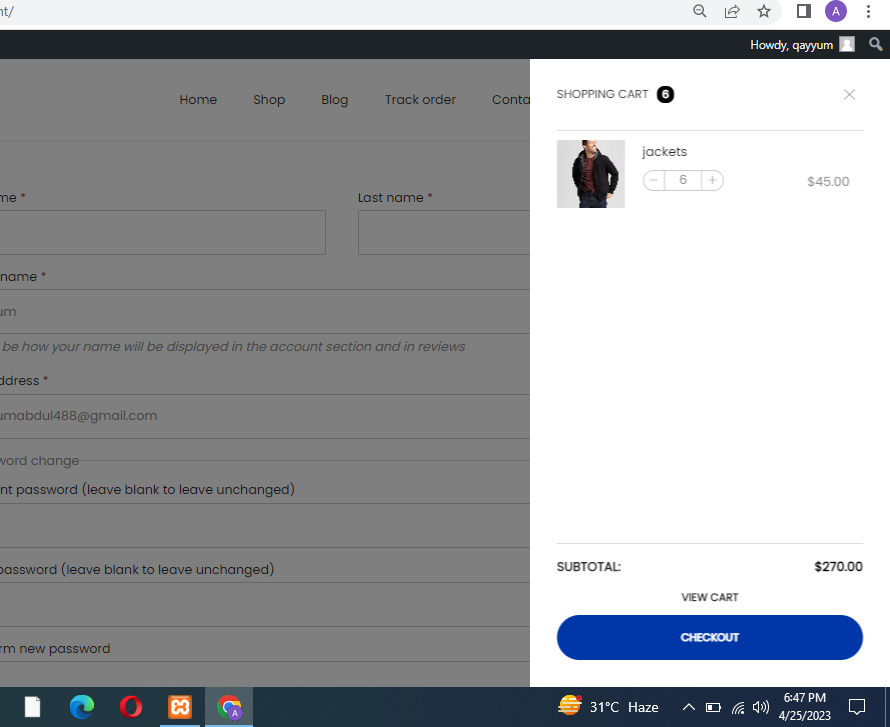 nt/
A
Howdy, qayyum
Home Shop Blog Track order Conta
SHOPPING CART 6
jackets
− 6 +
$45.00
me * Last name *
name *
um
be how your name will be displayed in the account section and in reviews
ddress *
umabdul488@gmail.com
word change
nt password (leave blank to leave unchanged)
password (leave blank to leave unchanged)
rm new password
SUBTOTAL: $270.00
VIEW CART
CHECKOUT
A
31°C Haze
6:47 PM
4/25/2023